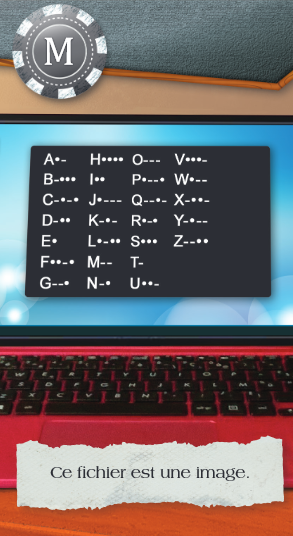 M
A•- H•••• O--- V•••-
B-••• I•• P•--• W•--
C-•-• J•--- Q--•- X-••-
D-•• K-•- R•-• Y-•--
E• L•-•• S••• Z--••
F••-• M-- T-
G--• N-• U••-
Ce fichier est une image.